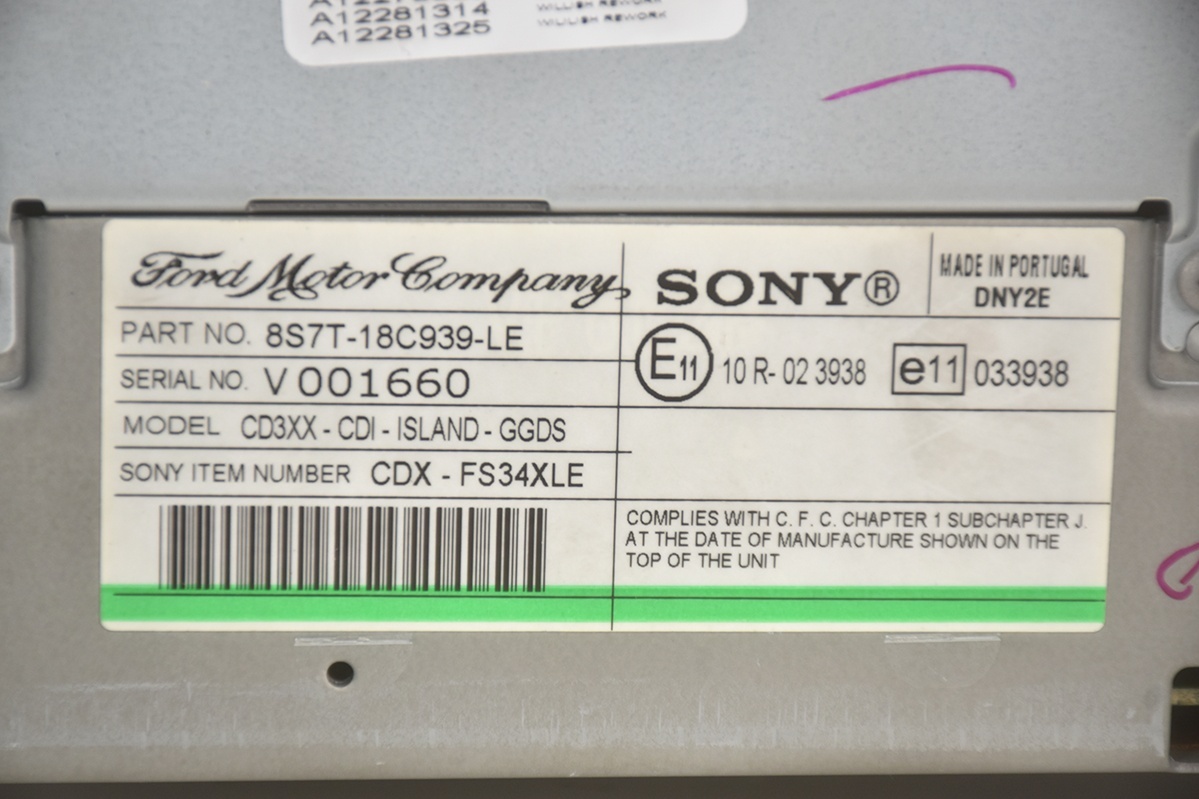 A12281314
A12281325
Ford Motor Company,
SONY®
MADE IN PORTUGAL
DNY2E
PART NO. 8S7T-18C939-LE
E11 10 R- 02 3938 e11 033938
SERIAL NO. V001660
MODEL CD3XX - CDI - ISLAND - GGDS
SONY ITEM NUMBER CDX - FS34XLE
COMPLIES WITH C. F. C. CHAPTER 1 SUBCHAPTER J.
AT THE DATE OF MANUFACTURE SHOWN ON THE
TOP OF THE UNIT